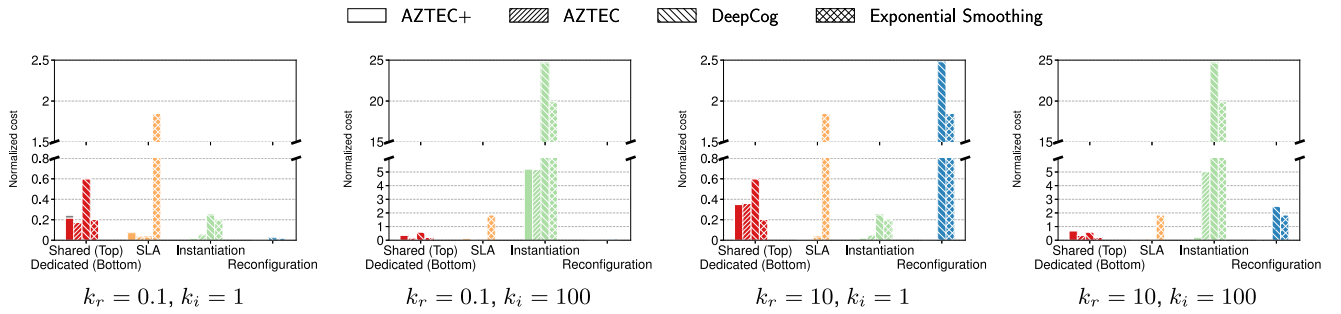 AZTEC+ AZTEC DeepCog Exponential Smoothing
Normalized cost
2.5
2
1.5
0.8
0.6
0.4
0.2
0
Shared (Top) SLA Instantiation
Dedicated (Bottom) Reconfiguration
k_r = 0.1, k_i = 1
Normalized cost
25
20
15
5
4
3
2
1
0
Shared (Top) SLA Instantiation
Dedicated (Bottom) Reconfiguration
k_r = 0.1, k_i = 100
Normalized cost
2.5
2
1.5
0.8
0.6
0.4
0.2
0
Shared (Top) SLA Instantiation
Dedicated (Bottom) Reconfiguration
k_r = 10, k_i = 1
Normalized cost
25
20
15
5
4
3
2
1
0
Shared (Top) SLA Instantiation
Dedicated (Bottom) Reconfiguration
k_r = 10, k_i = 100